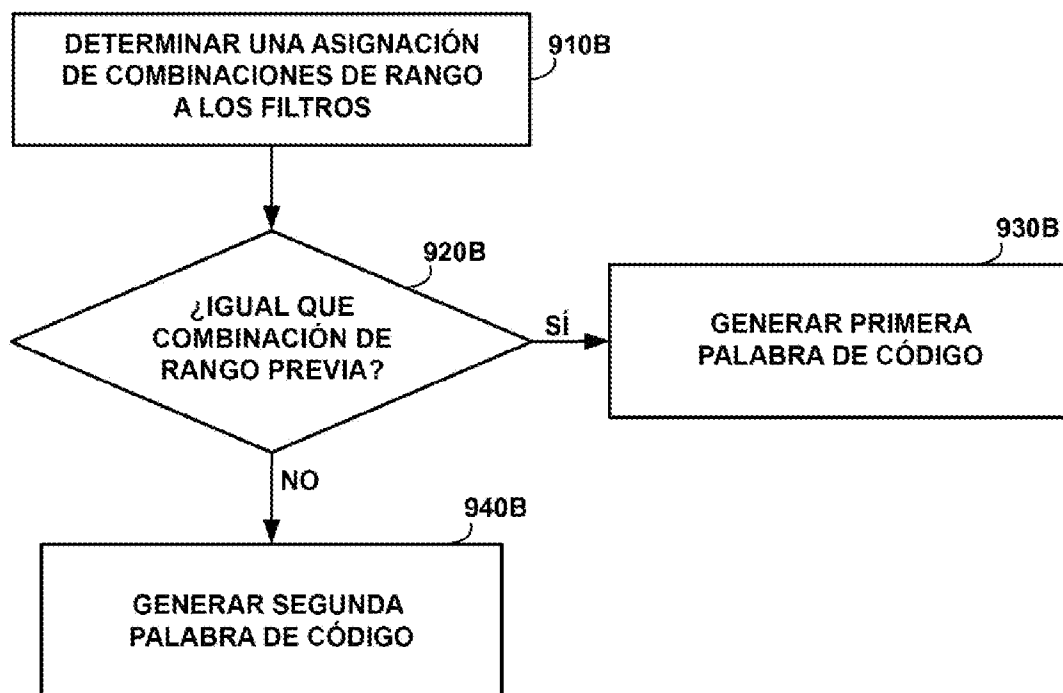 DETERMINAR UNA ASIGNACIÓN
DE COMBINACIONES DE RANGO
A LOS FILTROS
910B
920B
¿IGUAL QUE
COMBINACIÓN DE
RANGO PREVIA?
SÍ
930B
GENERAR PRIMERA
PALABRA DE CÓDIGO
NO
940B
GENERAR SEGUNDA
PALABRA DE CÓDIGO